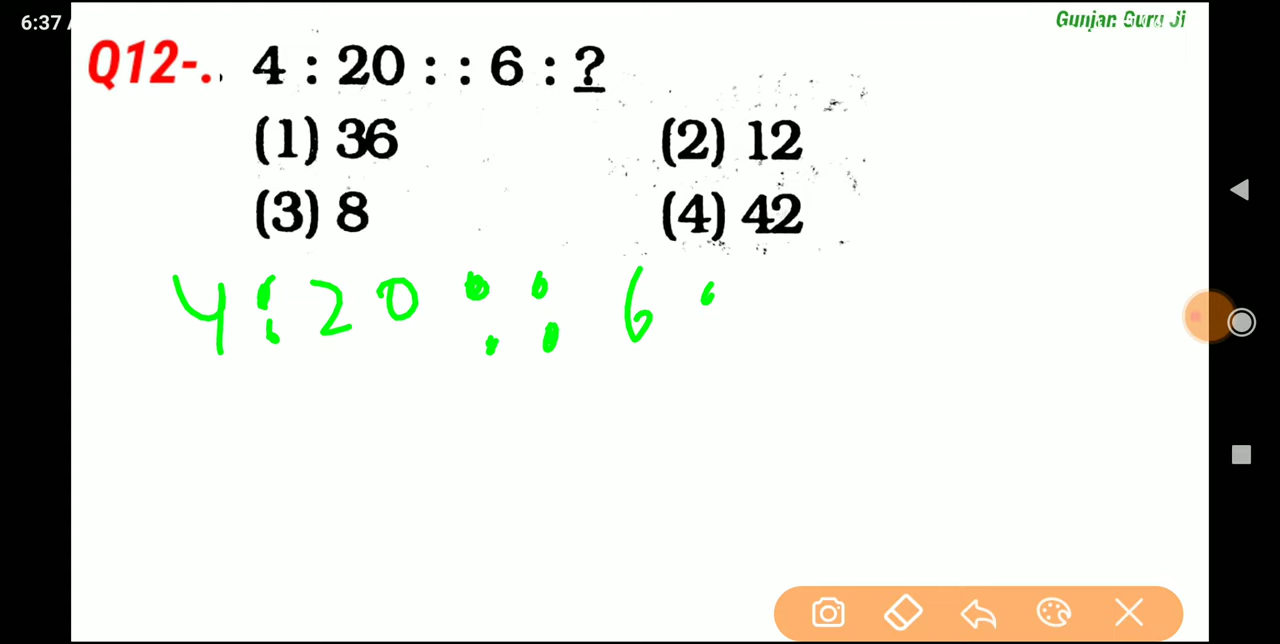 6:37
Gunjan Guru Ji
Q12-. 4 : 20 : : 6 : ?
(1) 36 (2) 12
(3) 8 (4) 42
4 : 20 : : 6